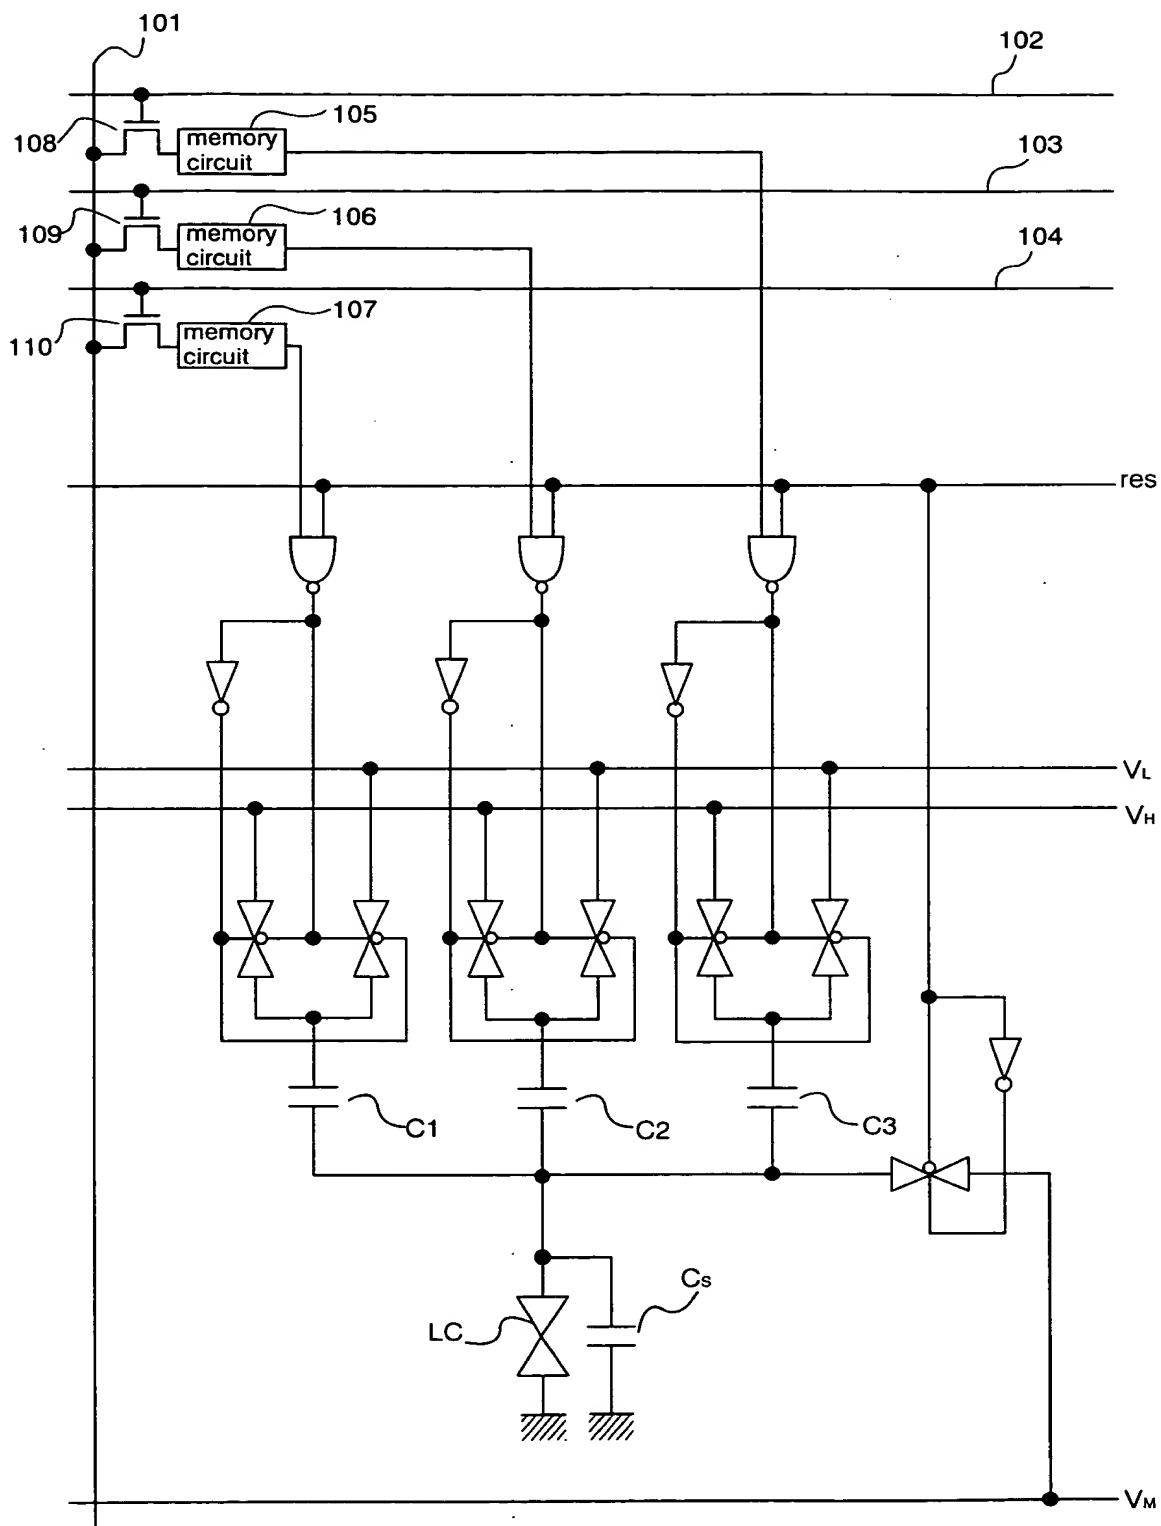 101
102
108
105
memory
circuit
103
109
106
memory
circuit
104
110
107
memory
circuit
res
VL
VH
C1
C2
C3
Cs
LC
VM